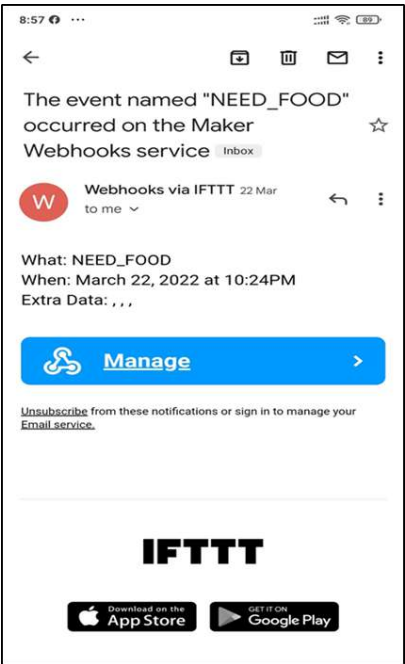 8:57 ···
89
The event named "NEED_FOOD"
occurred on the Maker
Webhooks service Inbox
W
Webhooks via IFTTT 22 Mar
to me
What: NEED_FOOD
When: March 22, 2022 at 10:24PM
Extra Data: , , ,
Manage
Unsubscribe from these notifications or sign in to manage your
Email service.
IFTTT
Download on the
App Store
GET IT ON
Google Play